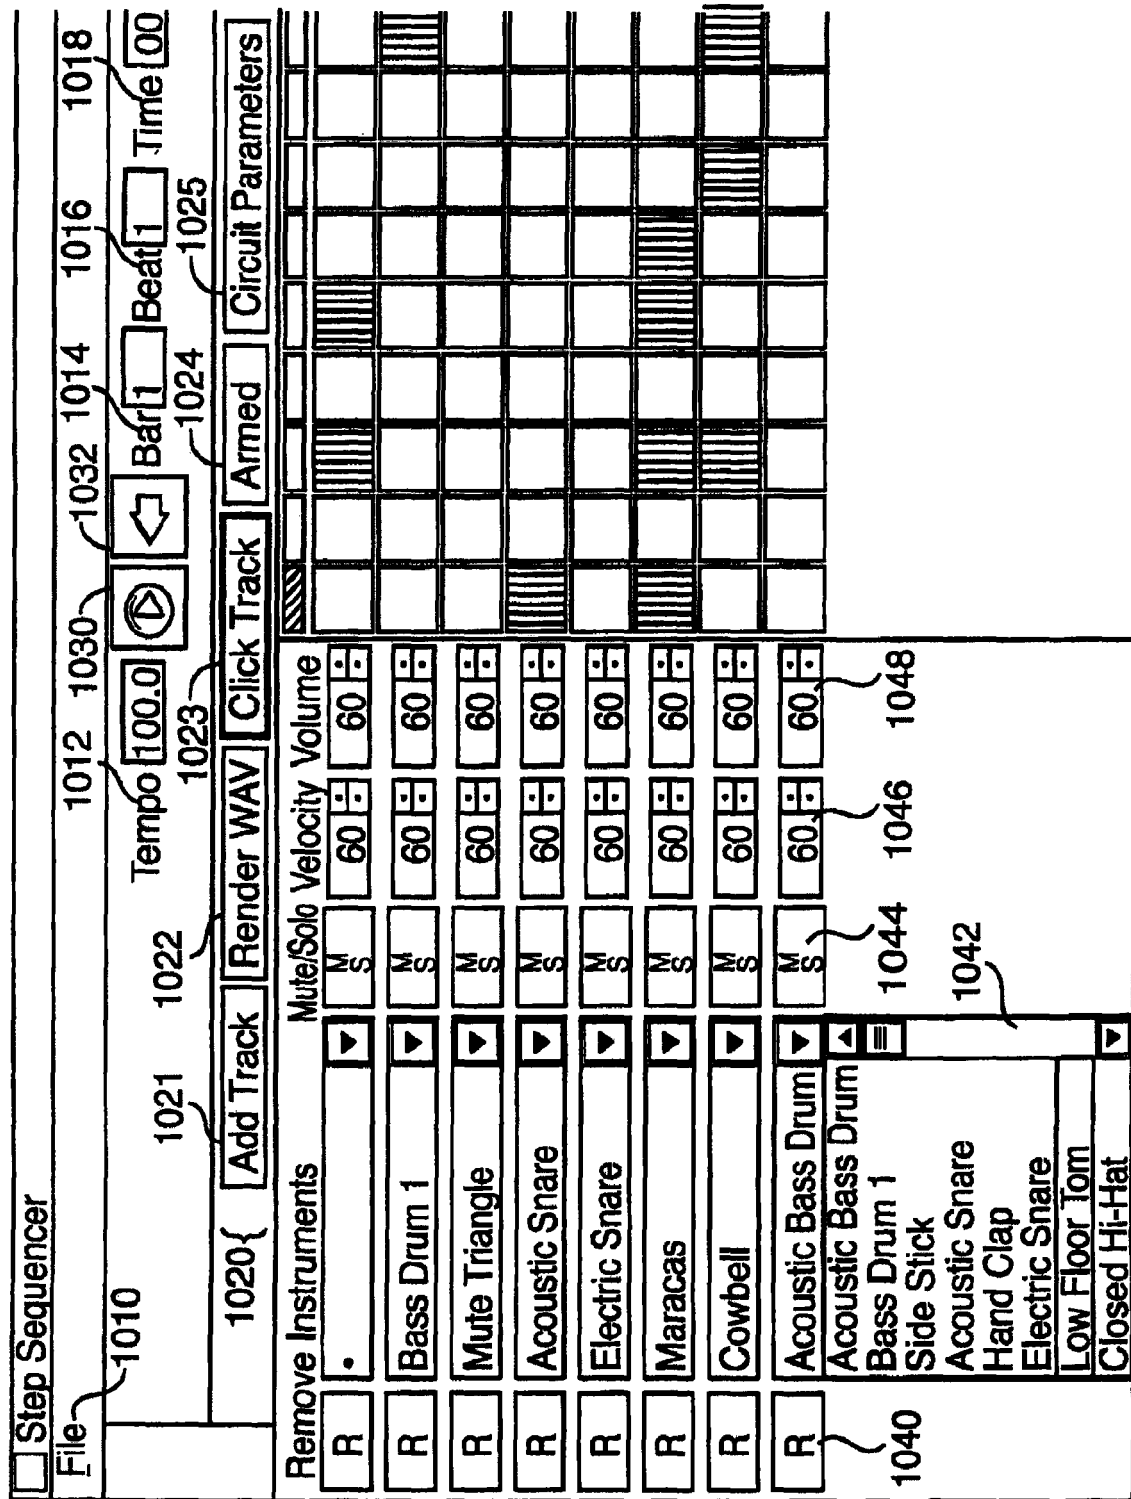 Step Sequencer
File 1010
1012 1030 1032 1014 1016 1018
Tempo 100.0 Bar 1 Beat 1 Time 00
1021 1022 1023 1024 1025
1020{ Add Track Render WAV Click Track Armed Circuit Parameters
Remove Instruments Mute/Solo Velocity Volume
R • M S 60 60
R Bass Drum 1 M S 60 60
R Mute Triangle M S 60 60
R Acoustic Snare M S 60 60
R Electric Snare M S 60 60
R Maracas M S 60 60
R Cowbell M S 60 60
R Acoustic Bass Drum M S 60 60
Acoustic Bass Drum
Bass Drum 1
Side Stick
Acoustic Snare
Hand Clap
Electric Snare
Low Floor Tom
Closed Hi-Hat
1040 1044 1046 1048
1042